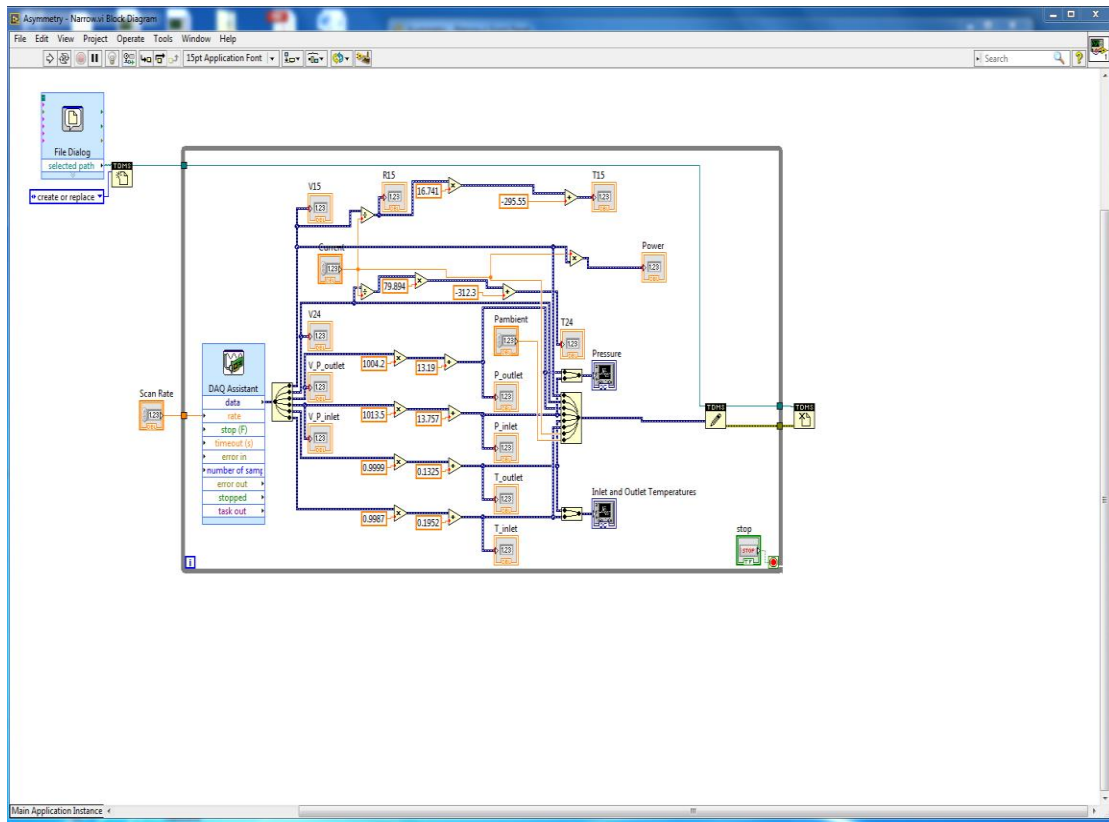 Asymmetry - Narrow.vi Block Diagram
File Edit View Project Operate Tools Window Help
15pt Application Font
Search
File Dialog
selected path
TDMS
create or replace
V15
R15
16.741
-295.55
T15
Current
79.894
-312.3
Power
V24
T24
Pambient
Pressure
V_P_outlet
1004.2
13.19
P_outlet
V_P_inlet
1013.5
13.757
P_inlet
0.9999
0.1325
T_outlet
0.9987
0.1952
T_inlet
Inlet and Outlet Temperatures
Scan Rate
DAQ Assistant
data
rate
stop (F)
timeout (s)
error in
number of samp
error out
stopped
task out
TDMS
TDMS
stop
STOP
TF
i
Main Application Instance